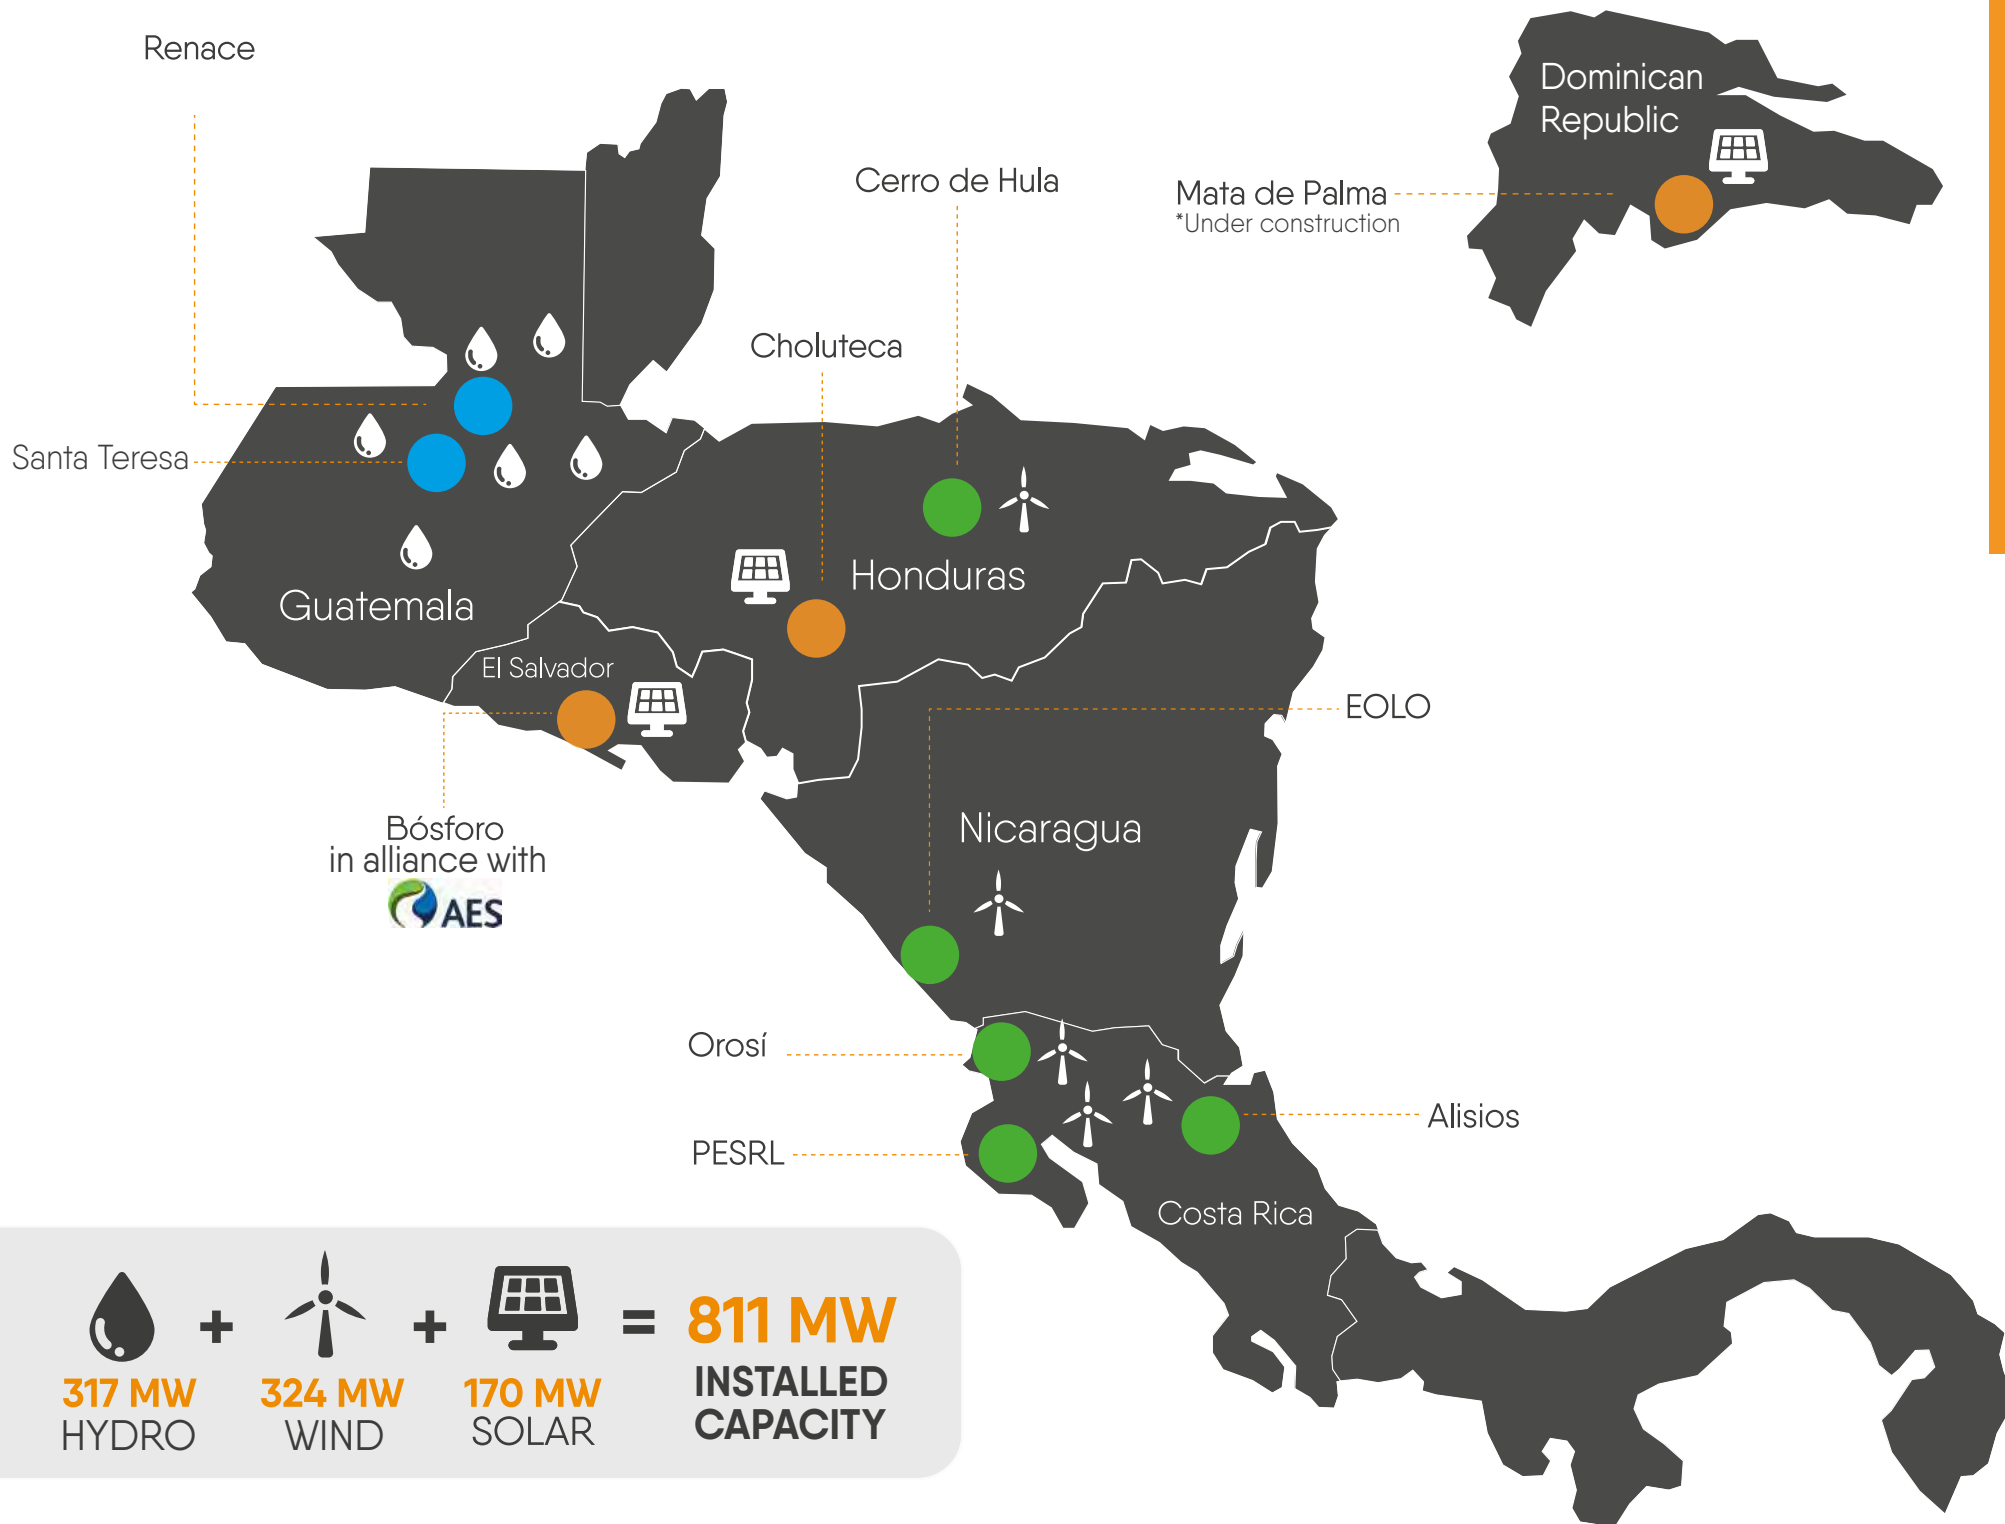 Renace
Dominican
Republic
Cerro de Hula
Mata de Palma
*Under construction
Choluteca
Santa Teresa
Honduras
Guatemala
El Salvador
EOLO
Bósforo
in alliance with
AES
Nicaragua
Orosí
Alisios
PESRL
Costa Rica
+ + = 811 MW
INSTALLED
CAPACITY
317 MW
HYDRO
324 MW
WIND
170 MW
SOLAR